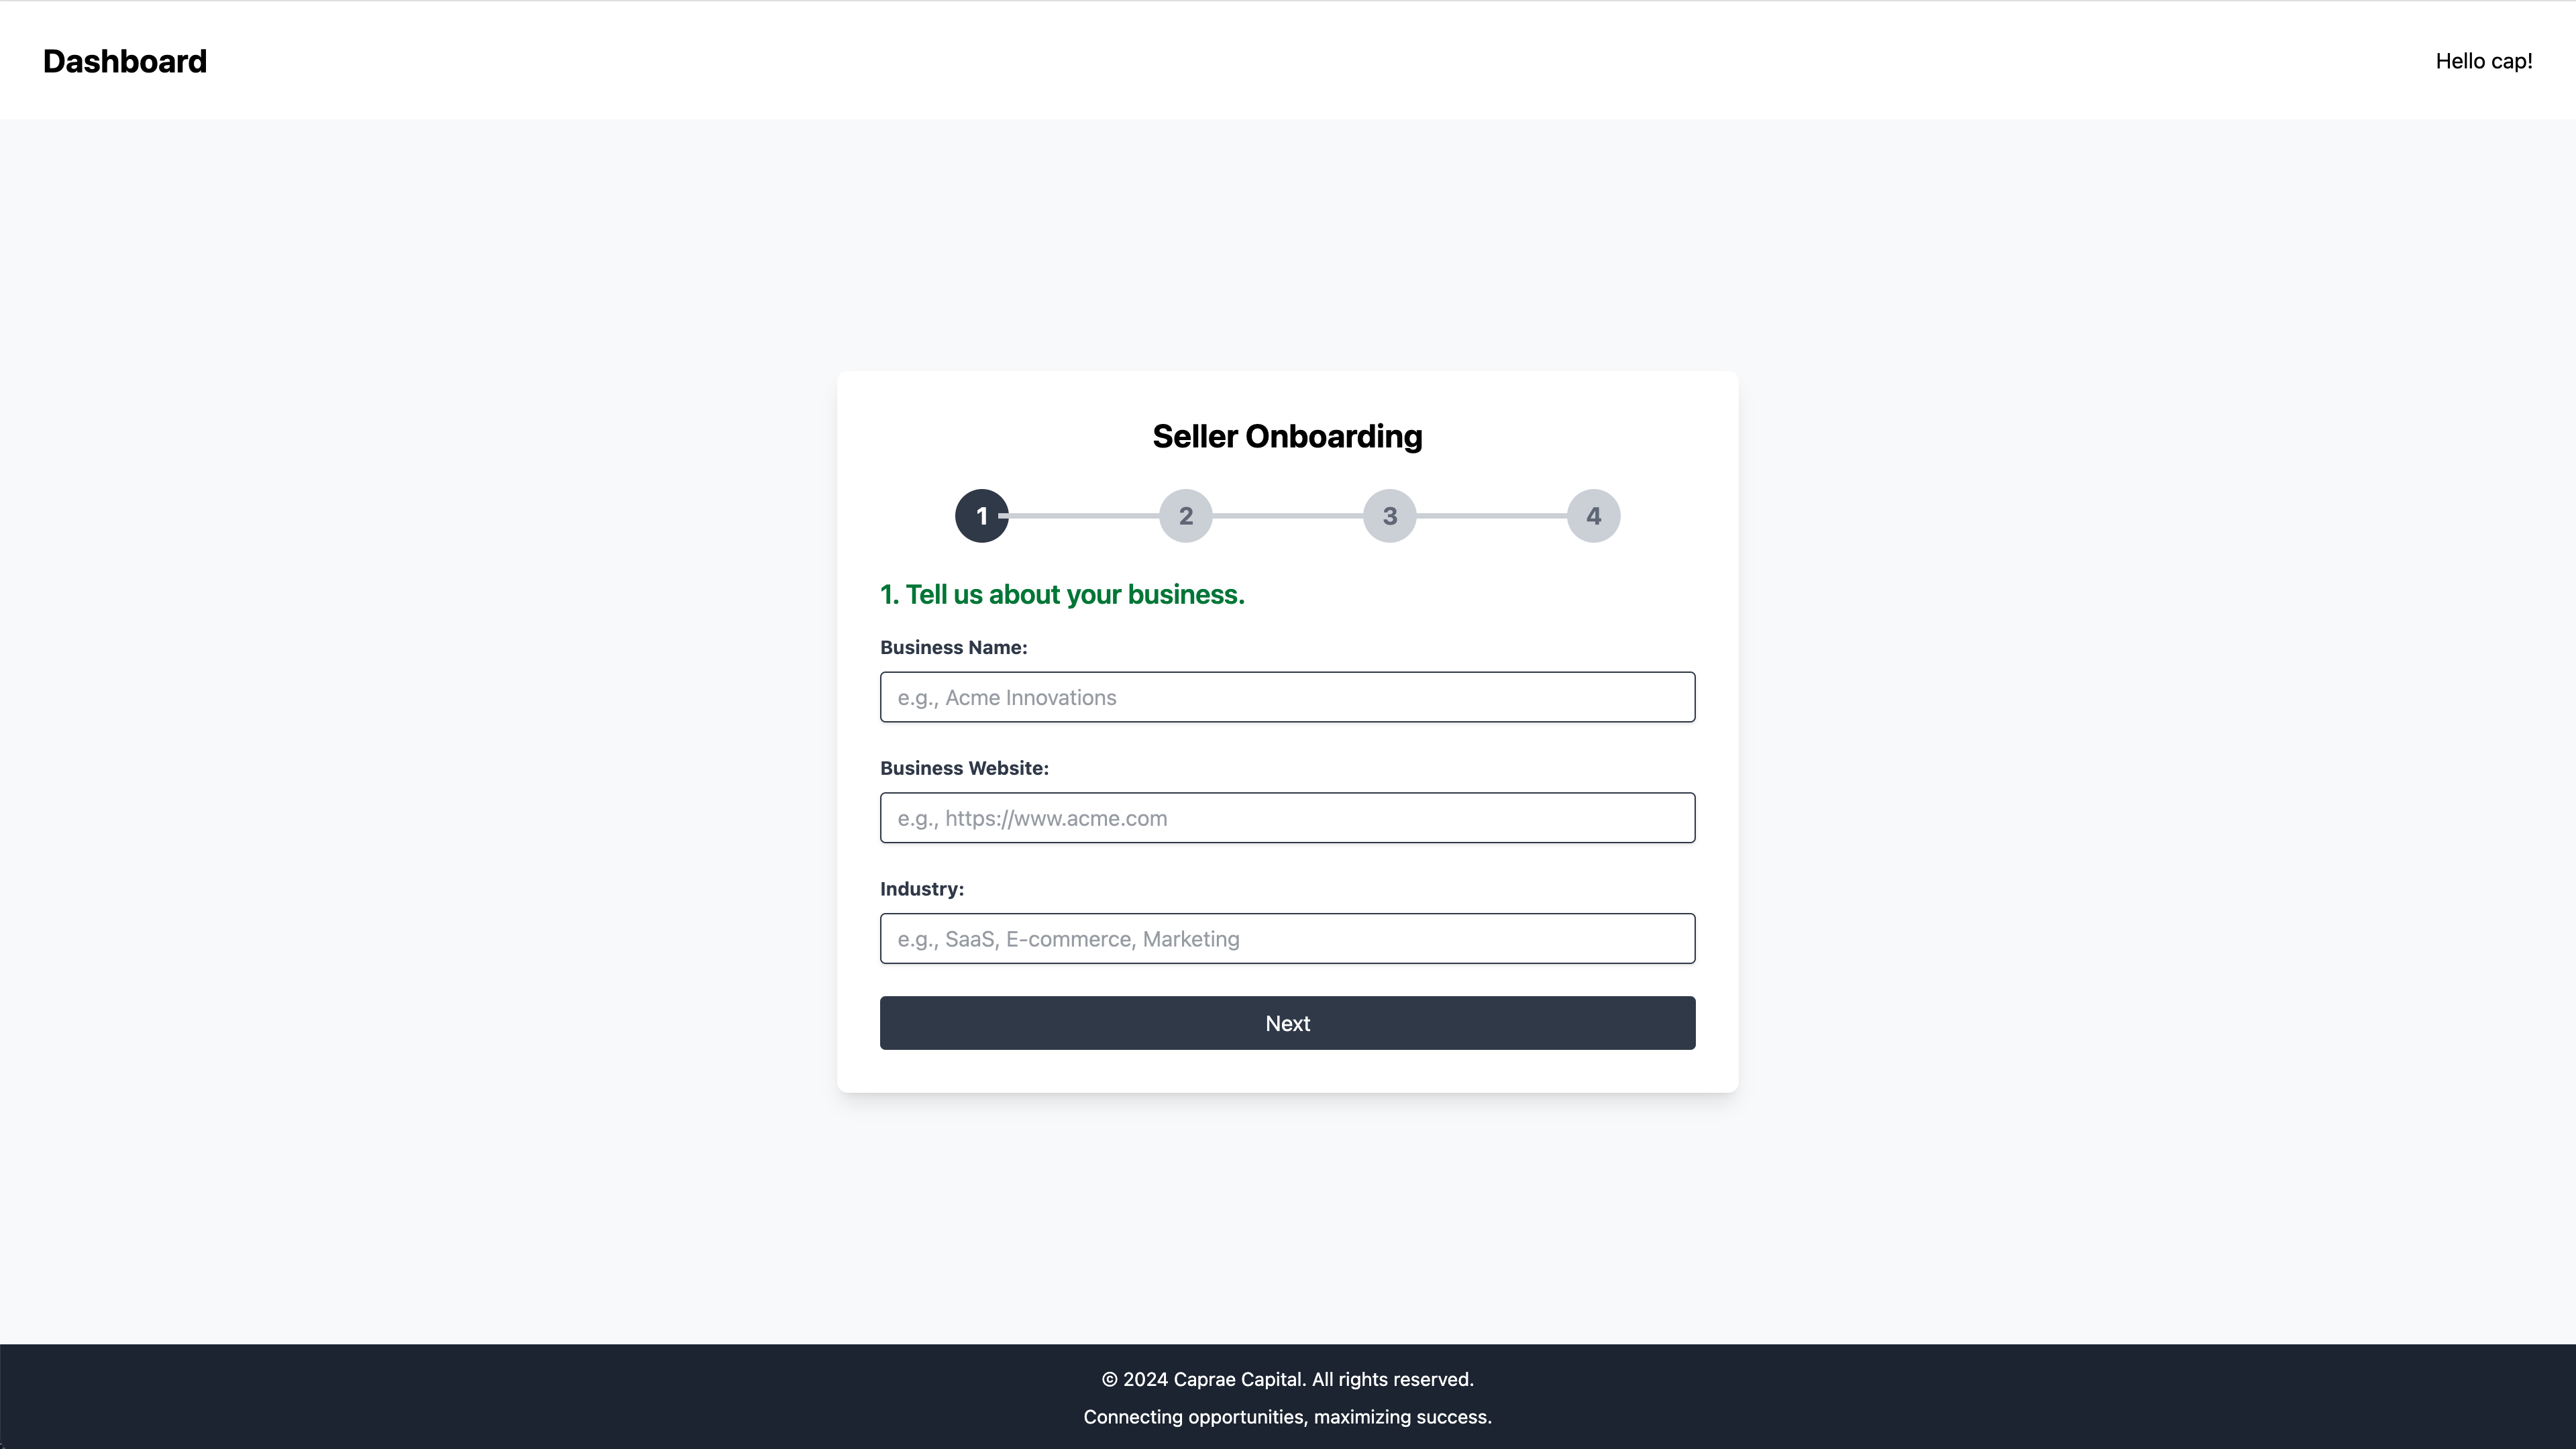 Dashboard
Hello cap!
Seller Onboarding
1 2 3 4
1. Tell us about your business.
Business Name:
e.g., Acme Innovations
Business Website:
e.g., https://www.acme.com
Industry:
e.g., SaaS, E-commerce, Marketing
Next
© 2024 Caprae Capital. All rights reserved.
Connecting opportunities, maximizing success.